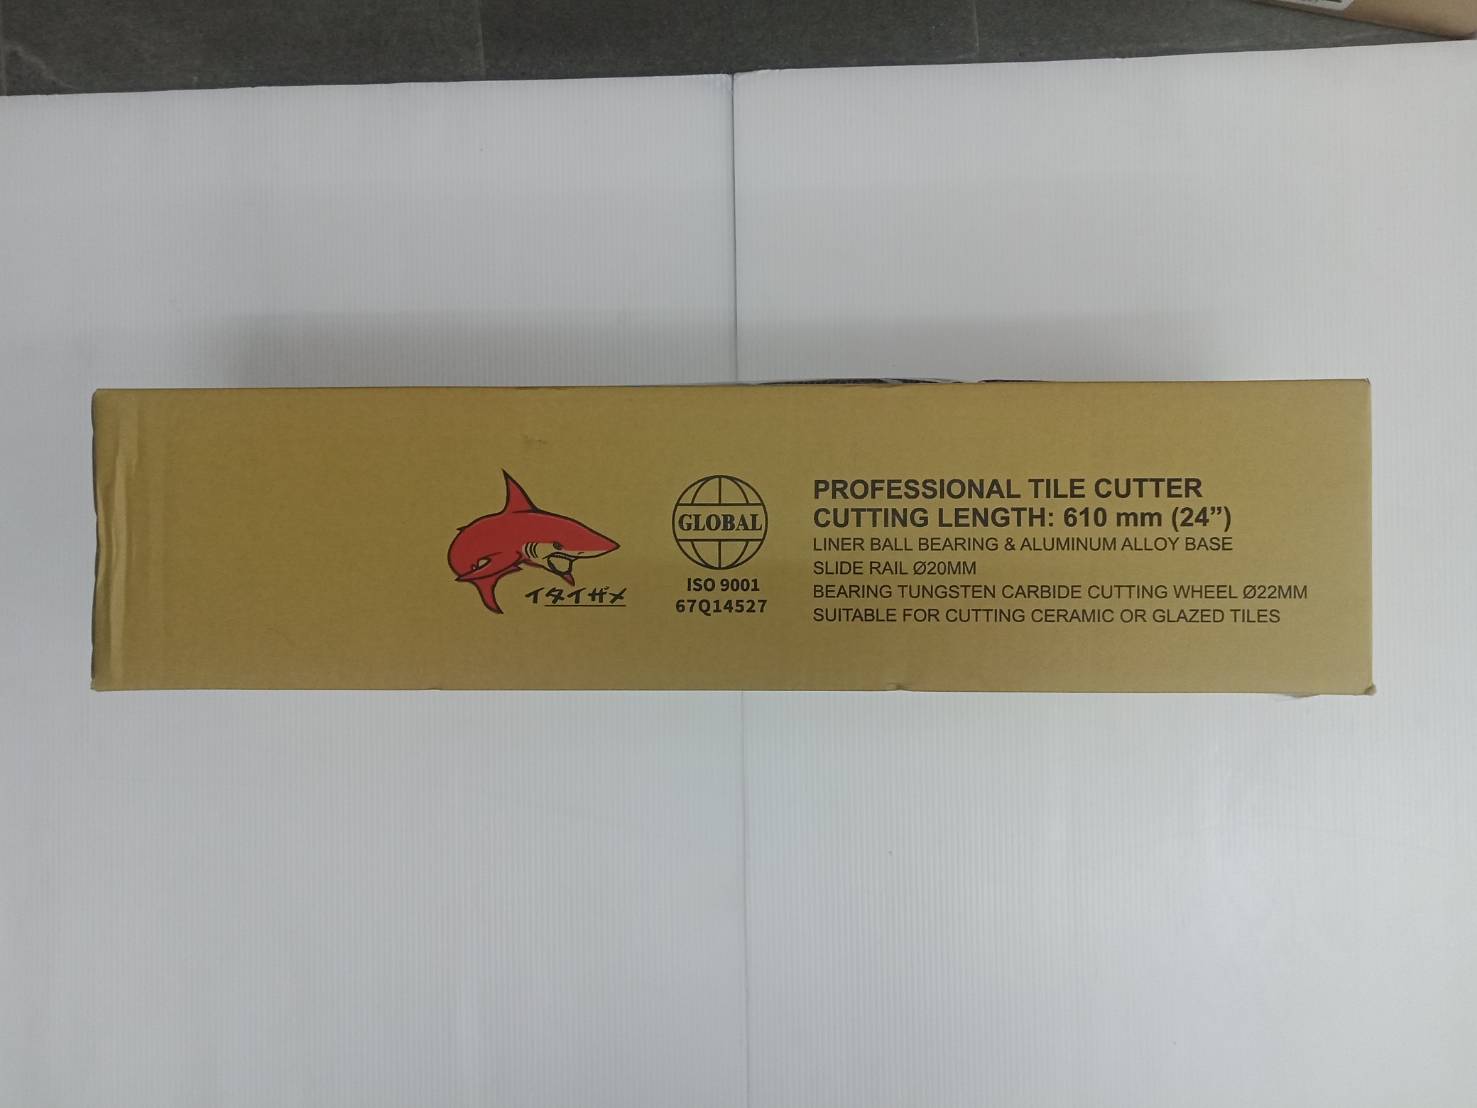 イタイザメ
GLOBAL
ISO 9001
67Q14527
PROFESSIONAL TILE CUTTER
CUTTING LENGTH: 610 mm (24”)
LINER BALL BEARING & ALUMINUM ALLOY BASE
SLIDE RAIL Ø20MM
BEARING TUNGSTEN CARBIDE CUTTING WHEEL Ø22MM
SUITABLE FOR CUTTING CERAMIC OR GLAZED TILES